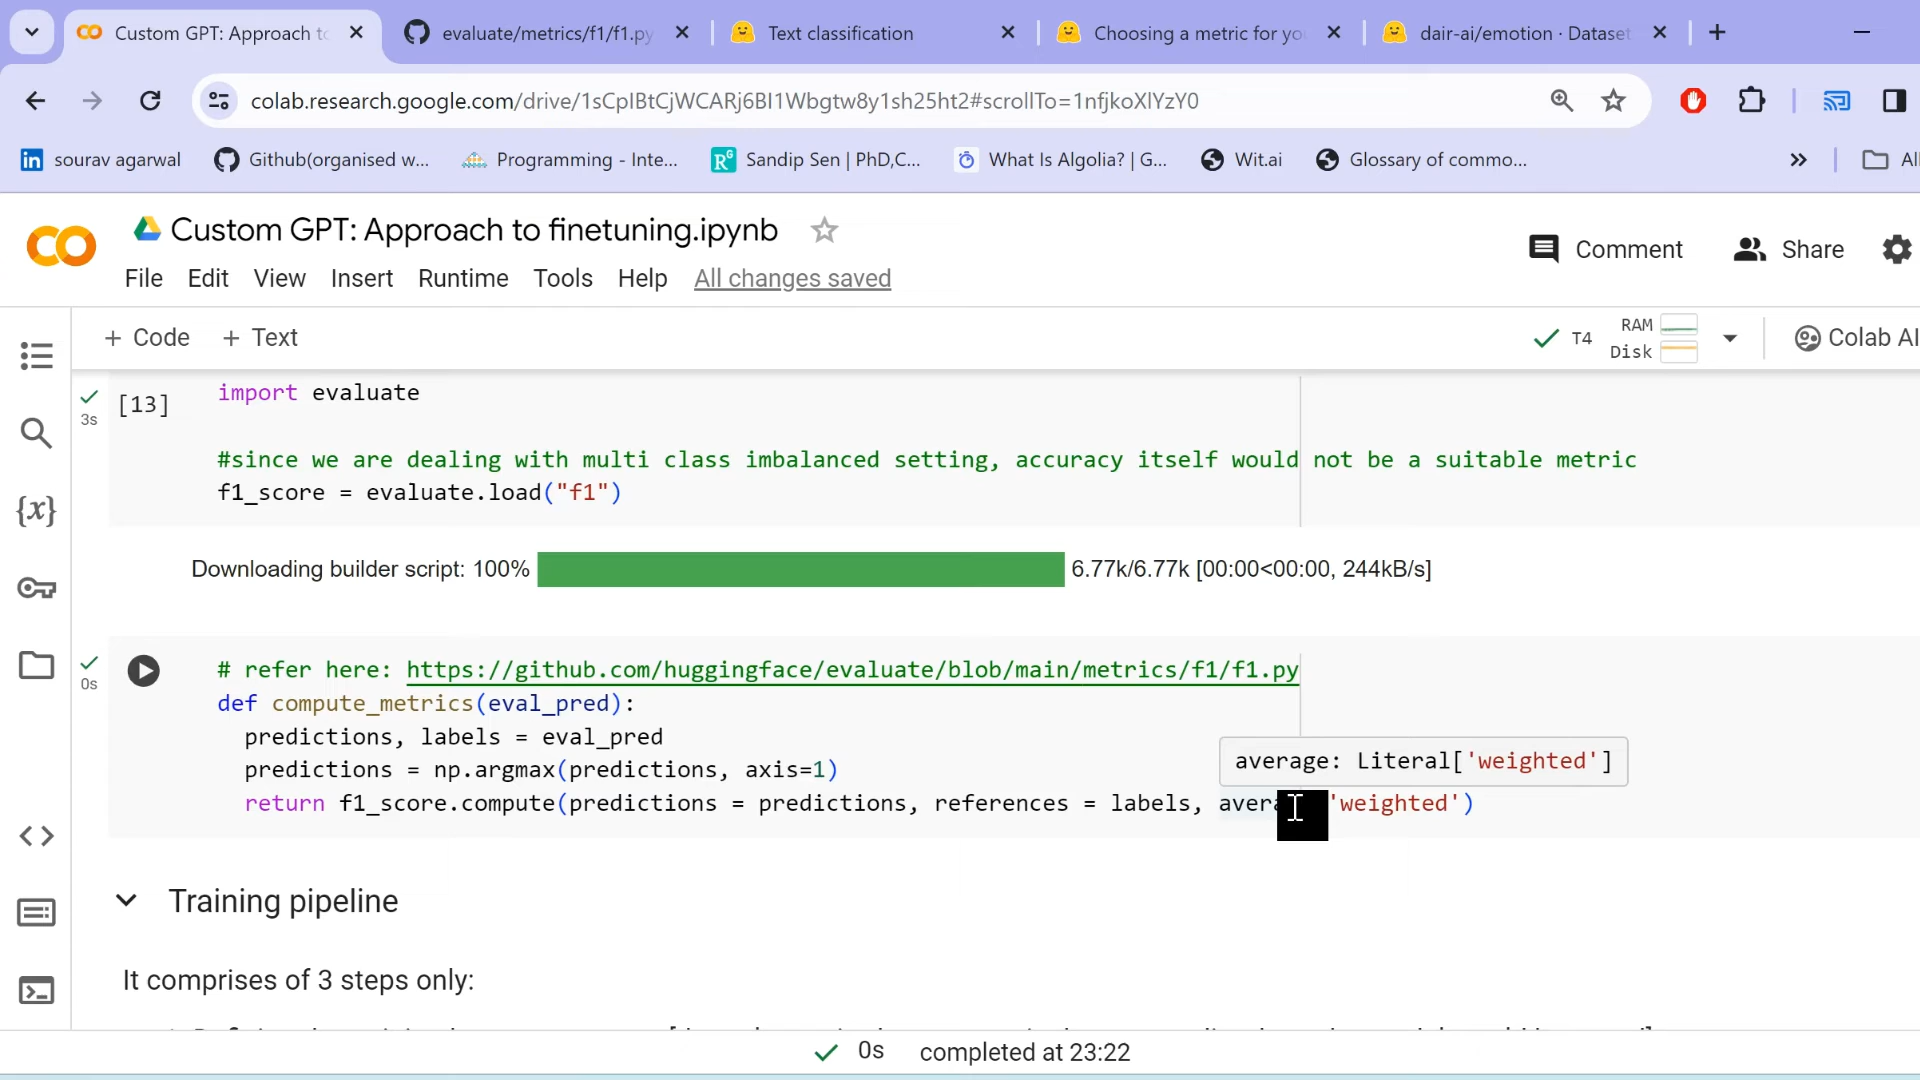 Custom GPT: Approach to
evaluate/metrics/f1/f1.py
Text classification
Choosing a metric for yo
dair-ai/emotion · Dataset
colab.research.google.com/drive/1sCpIBtCjWCARj6BI1Wbgtw8y1sh25ht2#scrollTo=1nfjkoXlYzY0
in sourav agarwal
Github(organised w...
Programming - Inte...
Sandip Sen | PhD,C...
What Is Algolia? | G...
Wit.ai
Glossary of commo...
Al
Custom GPT: Approach to finetuning.ipynb
Comment
Share
File Edit View Insert Runtime Tools Help All changes saved
+ Code + Text
T4
RAM
Disk
Colab AI
3s
[13]
import evaluate
#since we are dealing with multi class imbalanced setting, accuracy itself would not be a suitable metric
f1_score = evaluate.load("f1")
Downloading builder script: 100% 6.77k/6.77k [00:00<00:00, 244kB/s]
0s
# refer here: https://github.com/huggingface/evaluate/blob/main/metrics/f1/f1.py
def compute_metrics(eval_pred):
predictions, labels = eval_pred
average: Literal['weighted']
predictions = np.argmax(predictions, axis=1)
return f1_score.compute(predictions = predictions, references = labels, avera 'weighted')
Training pipeline
It comprises of 3 steps only:
0s completed at 23:22